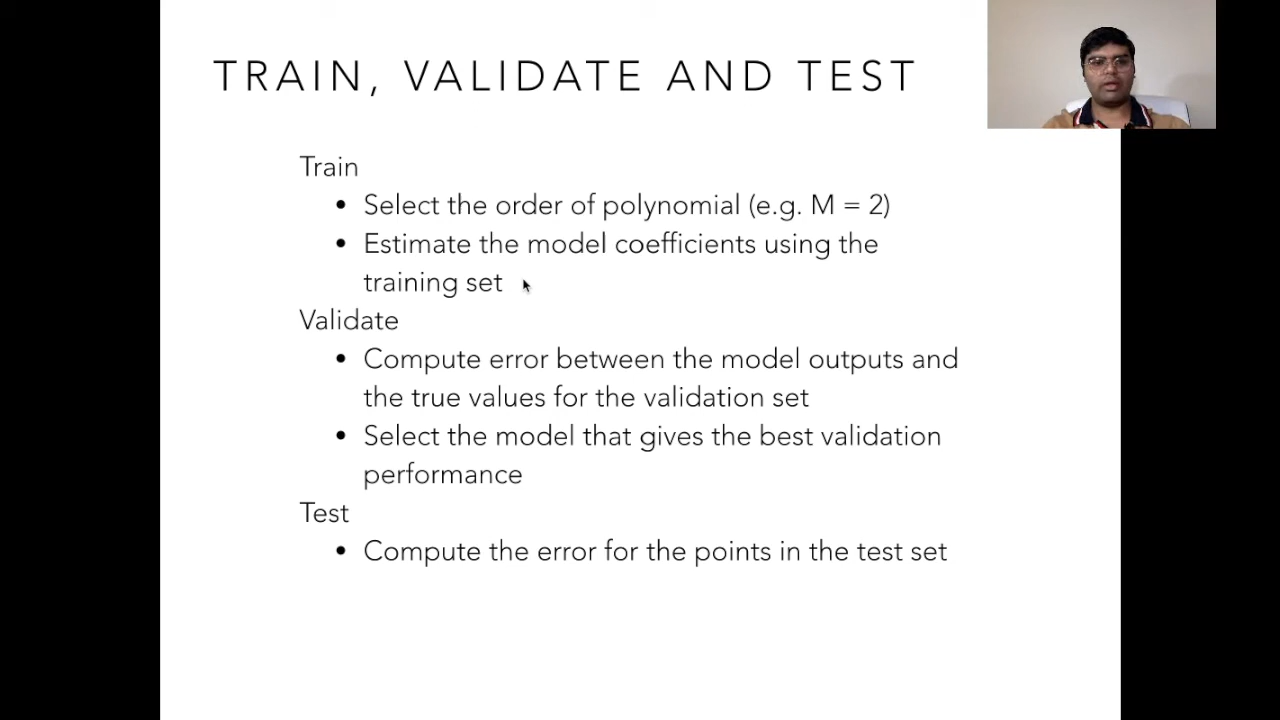 TRAIN, VALIDATE AND TEST
Train
• Select the order of polynomial (e.g. M = 2)
• Estimate the model coefficients using the
training set
Validate
• Compute error between the model outputs and
the true values for the validation set
• Select the model that gives the best validation
performance
Test
• Compute the error for the points in the test set